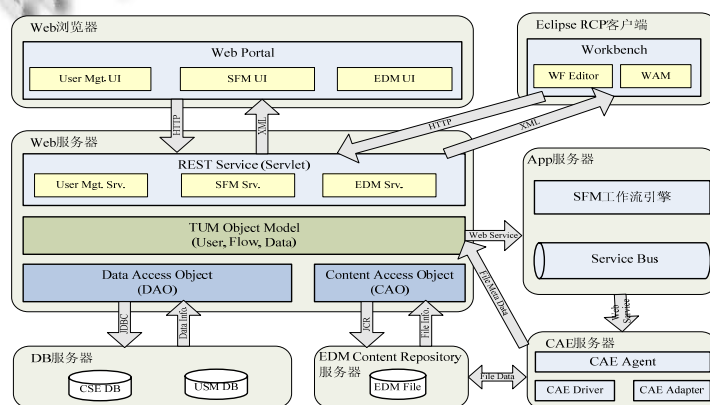 Web浏览器
Web Portal
User Mgt. UI
SFM UI
EDM UI
Eclipse RCP客户端
Workbench
WF Editor
WAM
HTTP
XML
HTTP
XML
Web服务器
REST Service (Servlet)
User Mgt. Srv.
SFM Srv.
EDM Srv.
TUM Object Model
(User, Flow, Data)
Data Access Object
(DAO)
Content Access Object
(CAO)
Web Service
App服务器
SFM工作流引擎
Service Bus
JDBC
Data Info.
JCR
File Info.
File Meta Data
Web
Service
DB服务器
CSE DB
USM DB
EDM Content Repository
服务器
EDM File
File Data
CAE服务器
CAE Agent
CAE Driver
CAE Adapter